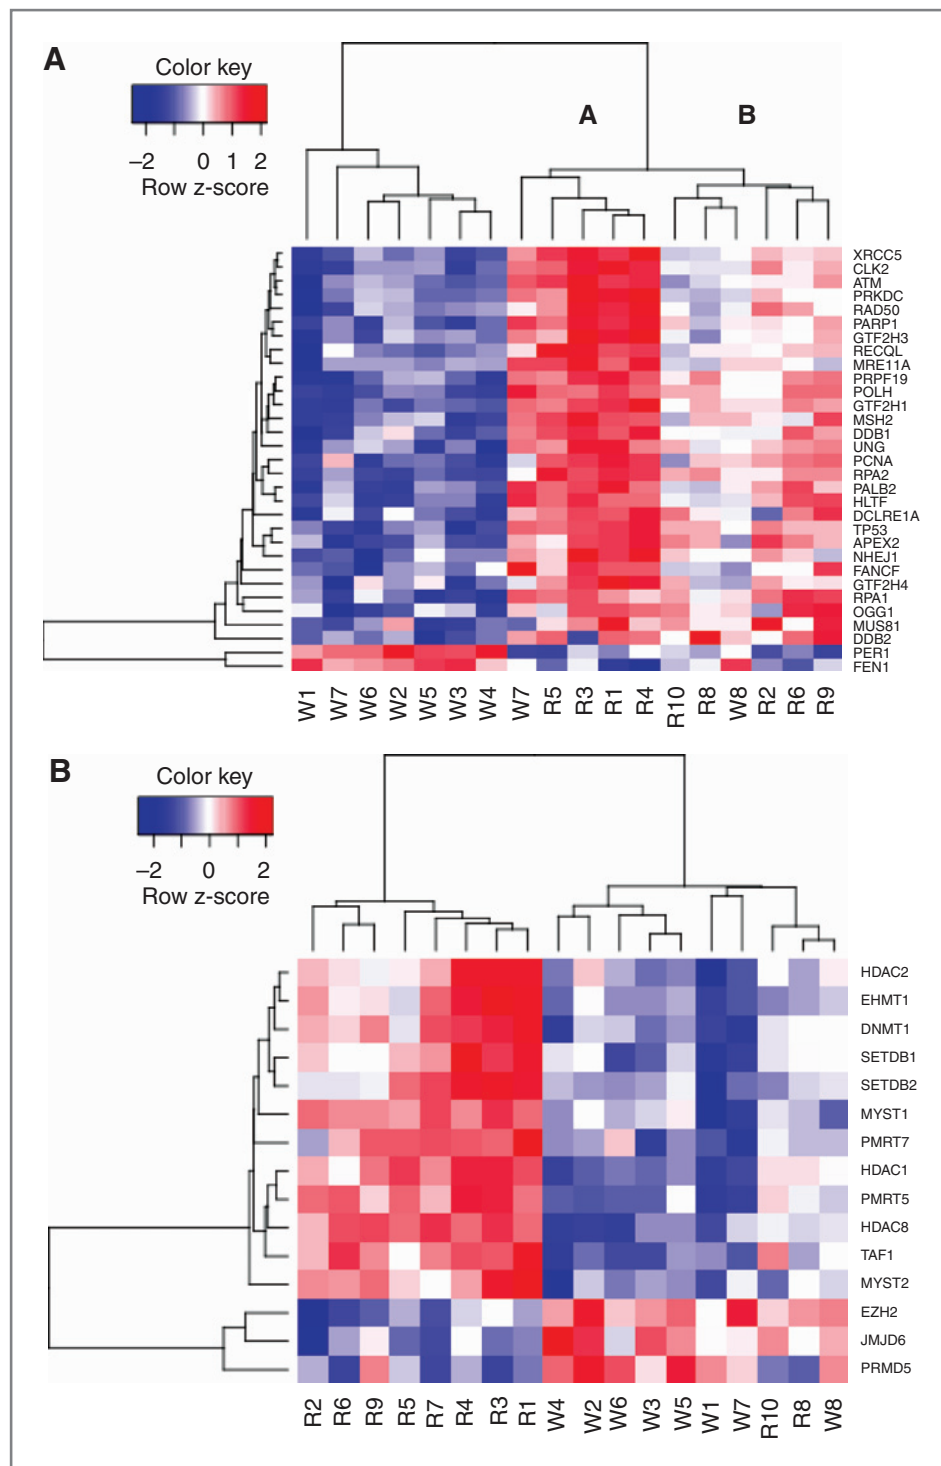 A
Color key
−2 0 1 2
Row z-score
A B
XRCC5
CLK2
ATM
PRKDC
RAD50
PARP1
GTF2H3
RECQL
MRE11A
PRPF19
POLH
GTF2H1
MSH2
DDB1
UNG
PCNA
RPA2
PALB2
HLTF
DCLRE1A
TP53
APEX2
NHEJ1
FANCF
GTF2H4
RPA1
OGG1
MUS81
DDB2
PER1
FEN1
W1 W7 W6 W2 W5 W3 W4 W7 R5 R3 R1 R4 R10 R8 W8 R2 R6 R9
B
Color key
−2 0 2
Row z-score
HDAC2
EHMT1
DNMT1
SETDB1
SETDB2
MYST1
PMRT7
HDAC1
PMRT5
HDAC8
TAF1
MYST2
EZH2
JMJD6
PRMD5
R2 R6 R9 R5 R7 R4 R3 R1 W4 W2 W6 W3 W5 W1 W7 R10 R8 W8